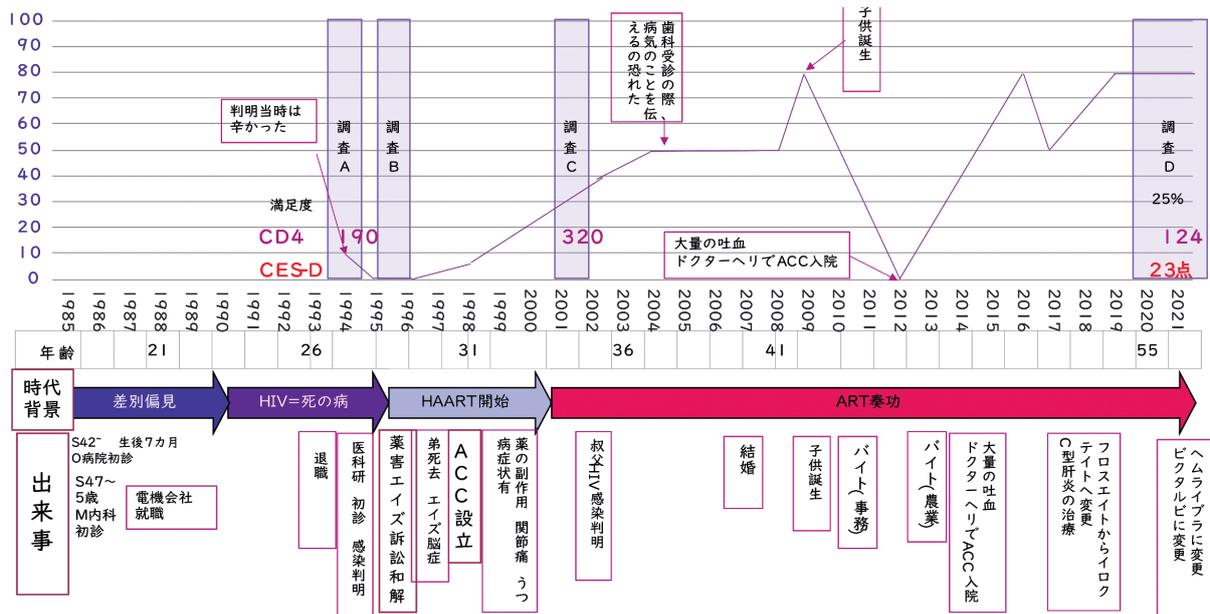 100
90
80
70
60
50
40
30
20
10
0
判明当時は
辛かった
調査A
調査B
歯科受診の際、
病気のことを伝
えるの恐れた
子供誕生
調査C
調査D
満足度
25%
CD4
190
320
124
CES-D
23点
大量の吐血
ドクターヘリでACC入院
1985
1986
1987
1988
1989
1990
1991
1992
1993
1994
1995
1996
1997
1998
1999
2000
2001
2002
2003
2004
2005
2006
2007
2008
2009
2010
2011
2012
2013
2014
2015
2016
2017
2018
2019
2020
2021
年齢
21
26
31
36
41
55
時代
背景
差別偏見
HIV=死の病
HAART開始
ART奏功
出来事
S42~ 生後7カ月
O病院初診
S47~
5歳
M内科
初診
電機会社
就職
退職
医科研 初診 感染判明
薬害エイズ訴訟和解
弟死去 エイズ脳症
ACC設立
薬の副作用 関節痛 うつ
病症状有
叔父HIV感染判明
結婚
子供誕生
バイト(事務)
バイト(農業)
大量の吐血
ドクターヘリでACC入院
フロスエイトからイロク
テイトへ変更
C型肝炎の治療
ヘムライブラに変更
ビクタルビに変更